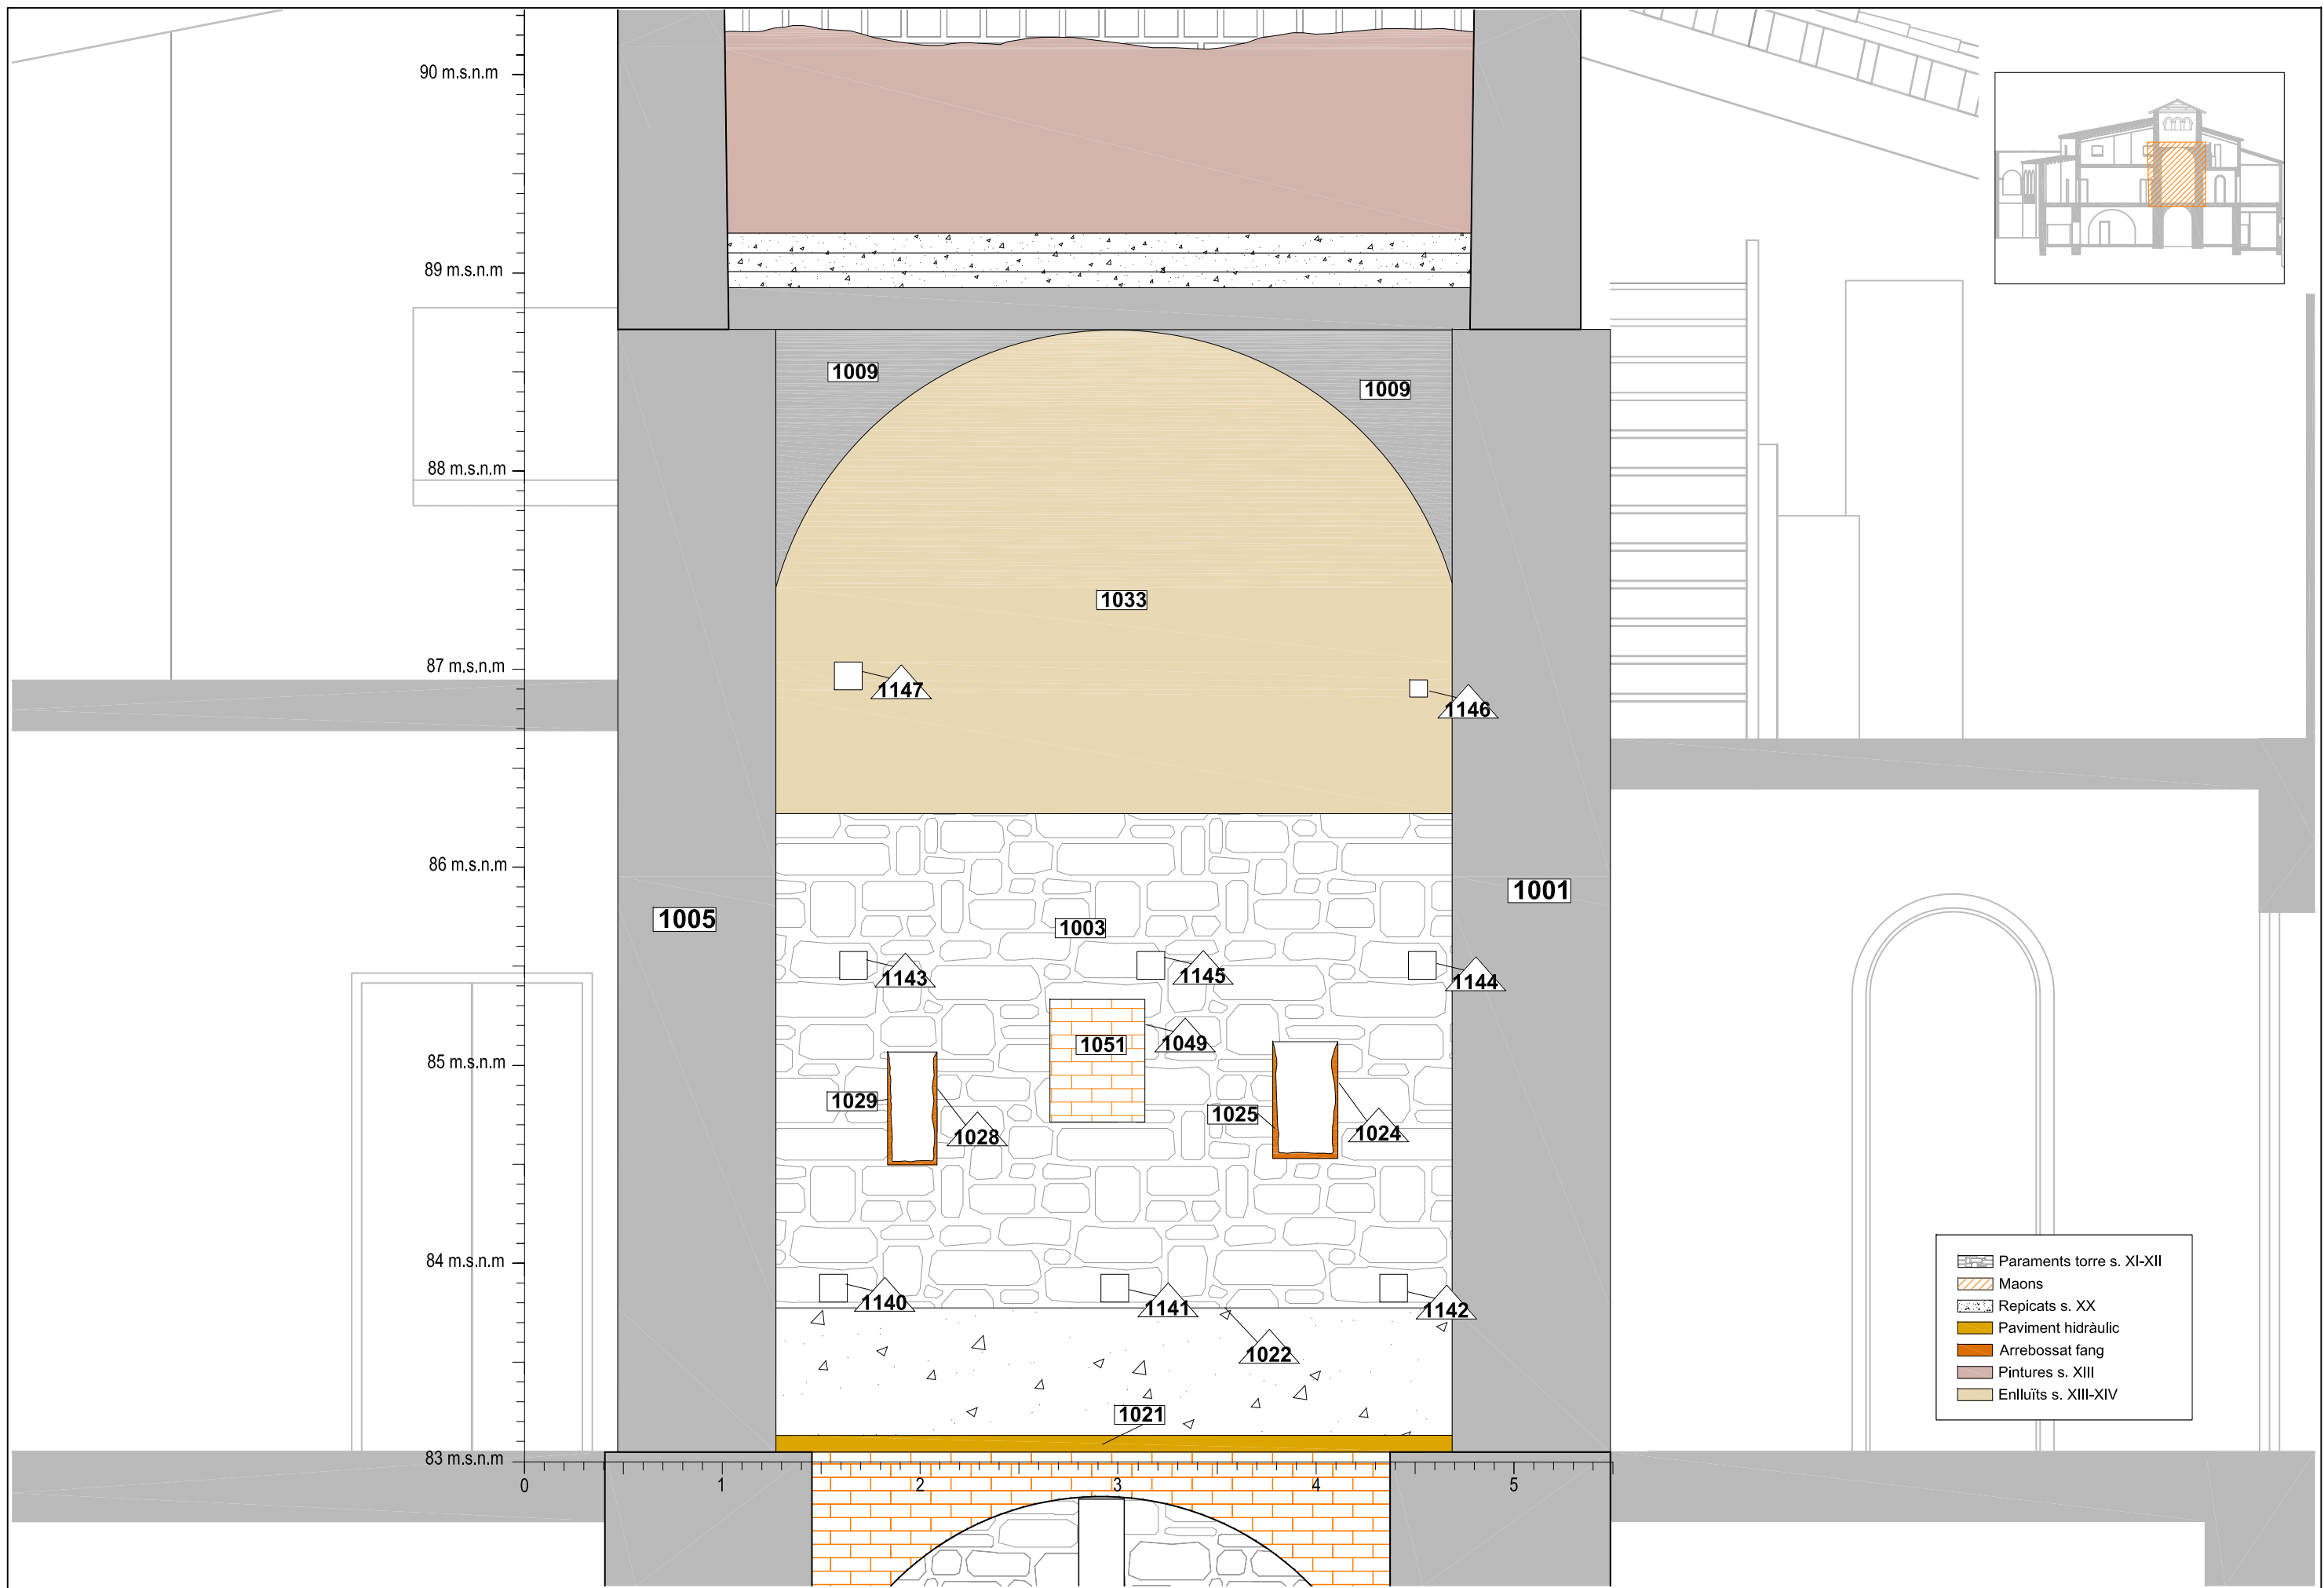 90 m.s.n.m
89 m.s.n.m
1009
1009
88 m.s.n.m
1033
87 m.s.n.m
1147
1146
86 m.s.n.m
1001
1005
1003
1143
1145
1144
1051
1049
85 m.s.n.m
1029
1025
1028
1024
84 m.s.n.m
1140
1141
1142
1022
1021
83 m.s.n.m
0 1 2 3 4 5
Paraments torre s. XI-XII
Maons
Repicats s. XX
Paviment hidràulic
Arrebossat fang
Pintures s. XIII
Enlluïts s. XIII-XIV